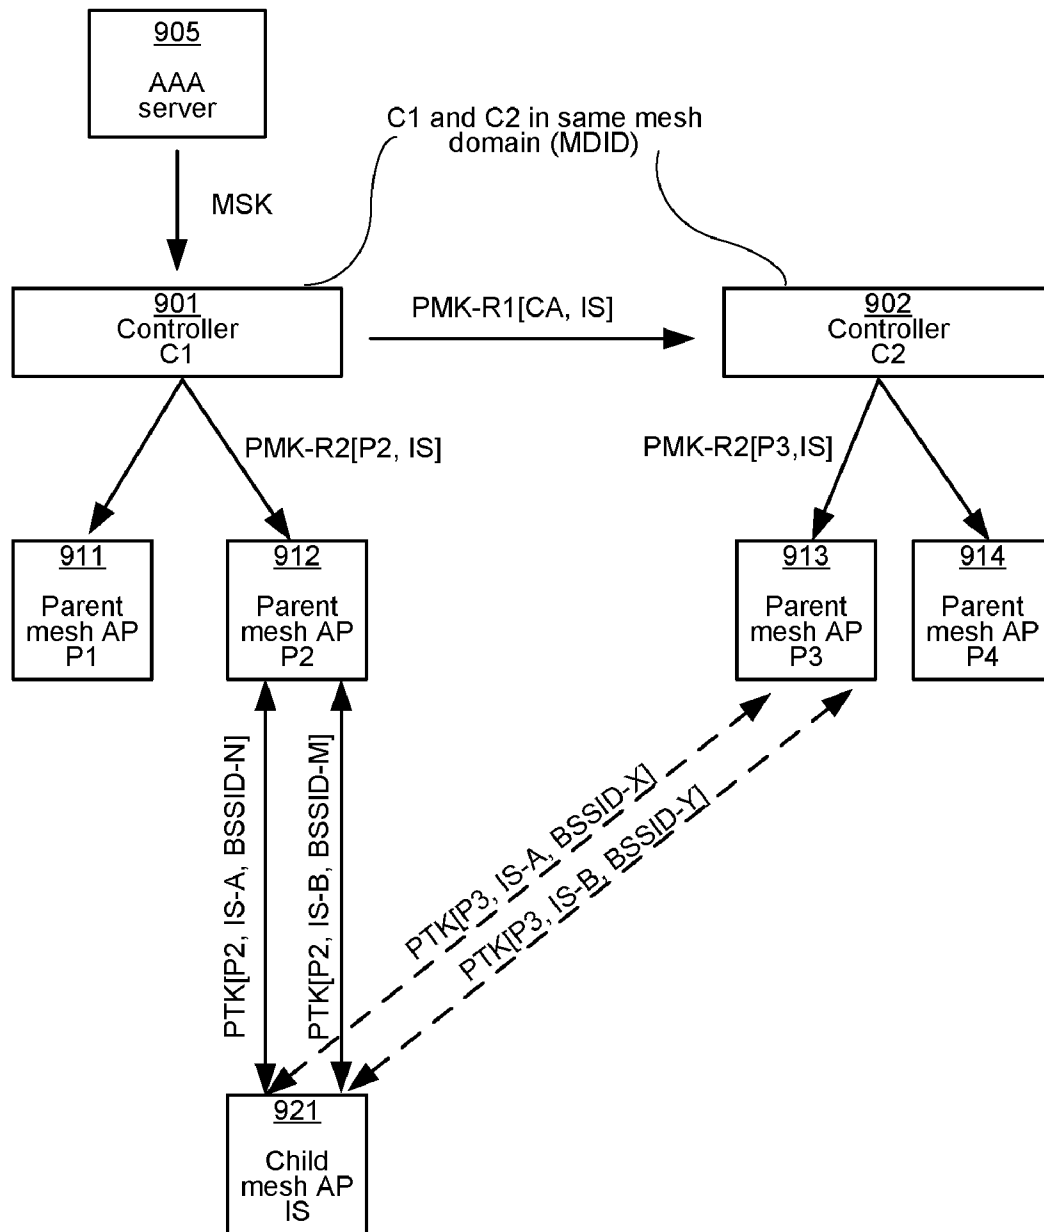 905
AAA
server
C1 and C2 in same mesh
domain (MDID)
MSK
901
Controller
C1
PMK-R1[CA, IS]
902
Controller
C2
PMK-R2[P2, IS]
PMK-R2[P3,IS]
911
Parent
mesh AP
P1
912
Parent
mesh AP
P2
913
Parent
mesh AP
P3
914
Parent
mesh AP
P4
PTK[P2, IS-A, BSSID-N]
PTK[P2, IS-B, BSSID-M]
PTK[P3, IS-A, BSSID-X]
PTK[P3, IS-B, BSSID-Y]
921
Child
mesh AP
IS